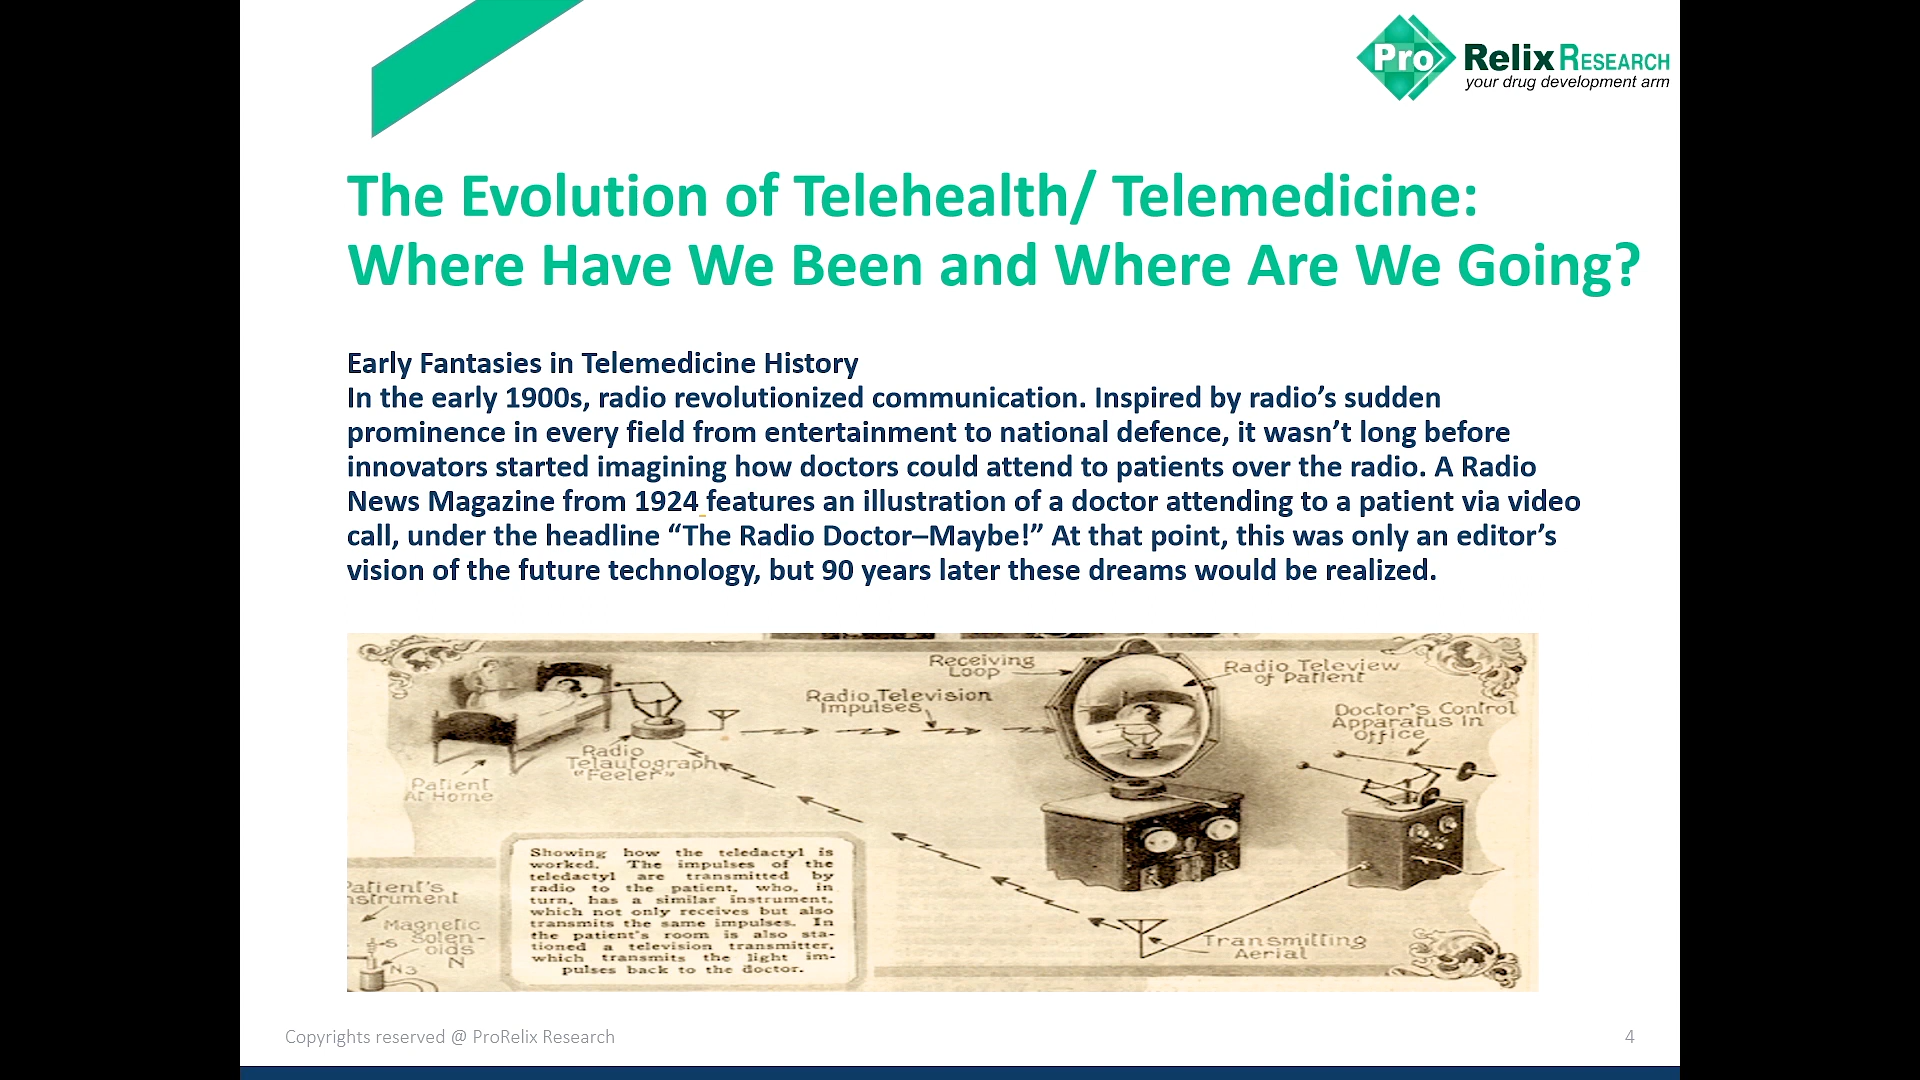 Pro Relix RESEARCH
your drug development arm
The Evolution of Telehealth/ Telemedicine:
Where Have We Been and Where Are We Going?
Early Fantasies in Telemedicine History
In the early 1900s, radio revolutionized communication. Inspired by radio’s sudden
prominence in every field from entertainment to national defence, it wasn’t long before
innovators started imagining how doctors could attend to patients over the radio. A Radio
News Magazine from 1924 features an illustration of a doctor attending to a patient via video
call, under the headline “The Radio Doctor–Maybe!” At that point, this was only an editor’s
vision of the future technology, but 90 years later these dreams would be realized.
Receiving
Loop
Radio Teleview
of Patient
Radio Television
Impulses
Doctor's Control
Apparatus In
Office
Radio
Telautograph
"Feeler"
Patient
At Home
Showing how the teledactyl is
worked. The impulses of the
teledactyl are transmitted by
radio to the patient, who, in
turn, has a similar instrument,
which not only receives but also
transmits the same impulses. In
the patient's room is also sta-
tioned a television transmitter,
which transmits the light im-
pulses back to the doctor.
Patient's
nstrument
Magnetic
Solen-
oids
S
N
N3
Transmitting
Aerial
Copyrights reserved @ ProRelix Research
4